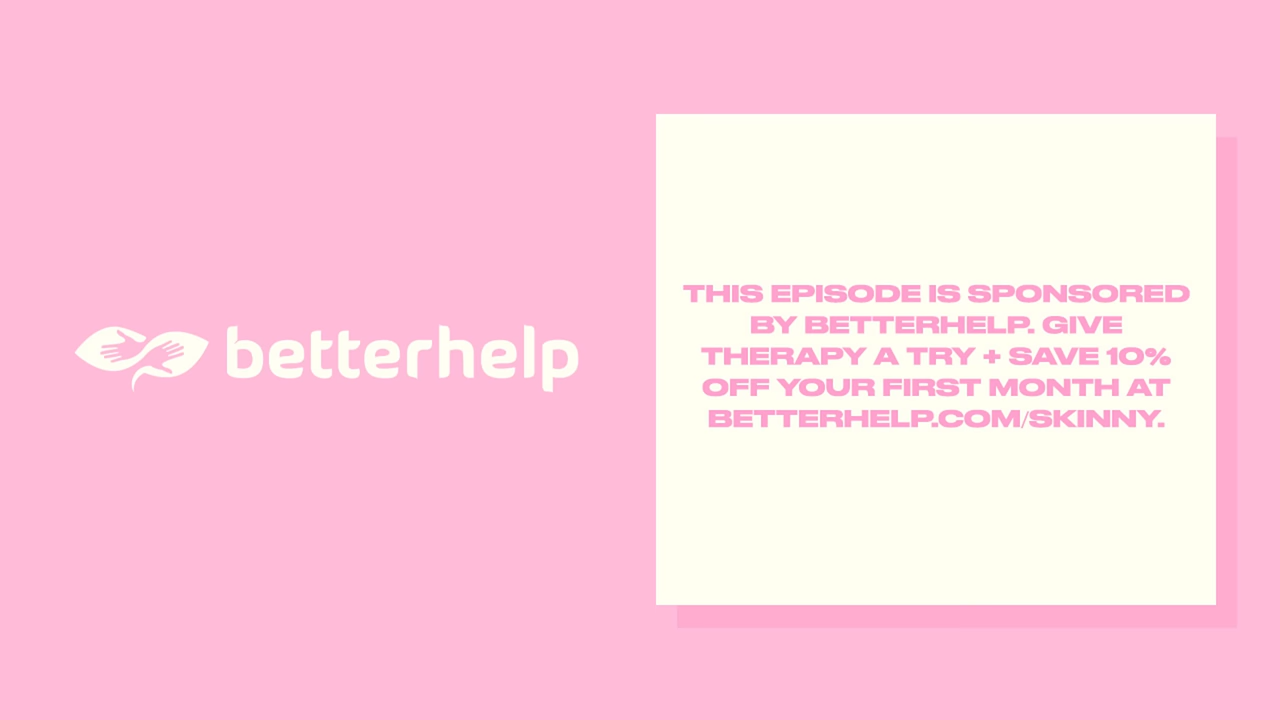 betterhelp
THIS EPISODE IS SPONSORED
BY BETTERHELP. GIVE
THERAPY A TRY + SAVE 10%
OFF YOUR FIRST MONTH AT
BETTERHELP.COM/SKINNY.